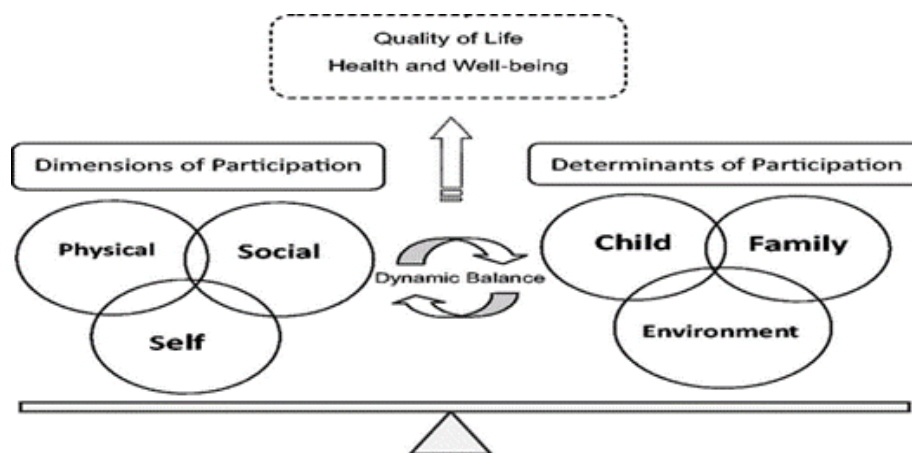 Quality of Life
Health and Well-being
Dimensions of Participation
Determinants of Participation
Physical
Social
Self
Dynamic Balance
Child
Family
Environment